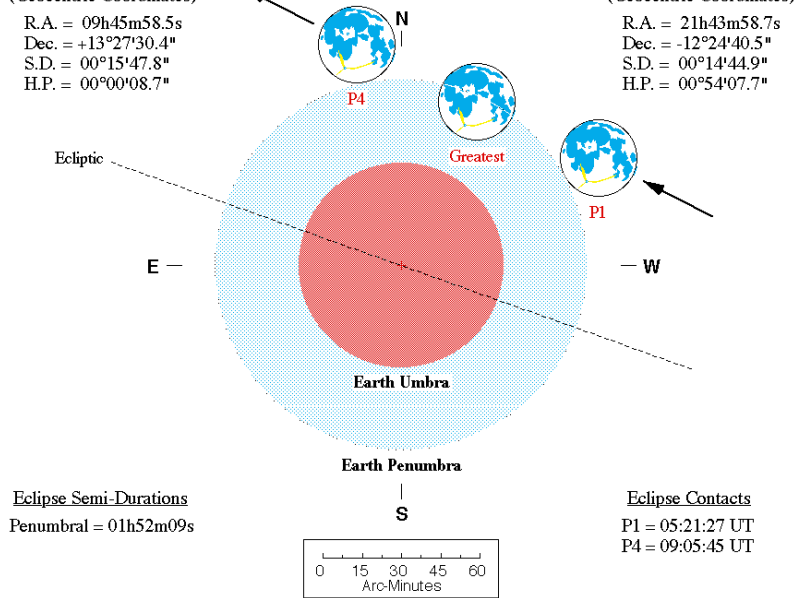 R.A. = 09h45m58.5s
Dec. = +13°27'30.4"
S.D. = 00°15'47.8"
H.P. = 00°00'08.7"
N
R.A. = 21h43m58.7s
Dec. = -12°24'40.5"
S.D. = 00°14'44.9"
H.P. = 00°54'07.7"
P4
Greatest
Ecliptic
P1
E
W
Earth Umbra
Earth Penumbra
S
Eclipse Semi-Durations
Penumbral = 01h52m09s
Eclipse Contacts
P1 = 05:21:27 UT
P4 = 09:05:45 UT
0 15 30 45 60
Arc-Minutes